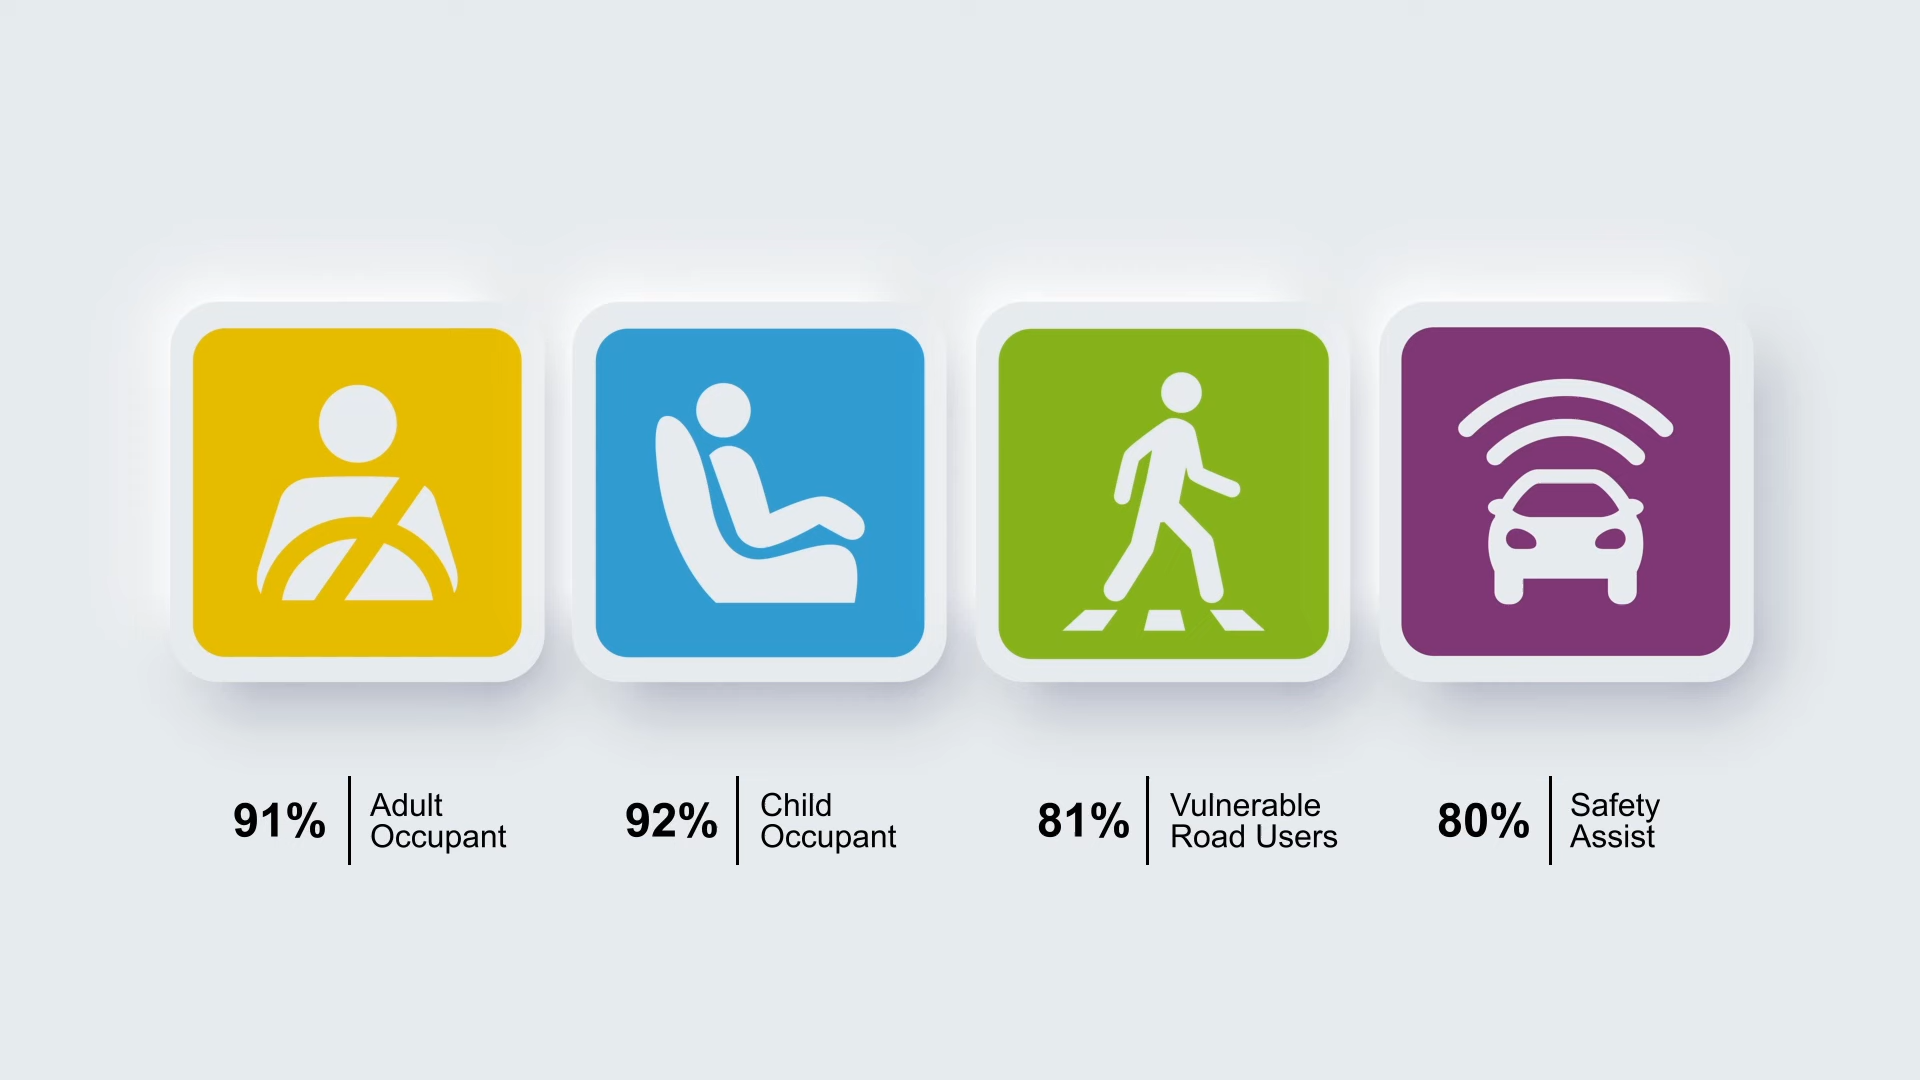 91%
Adult
Occupant
92%
Child
Occupant
81%
Vulnerable
Road Users
80%
Safety
Assist